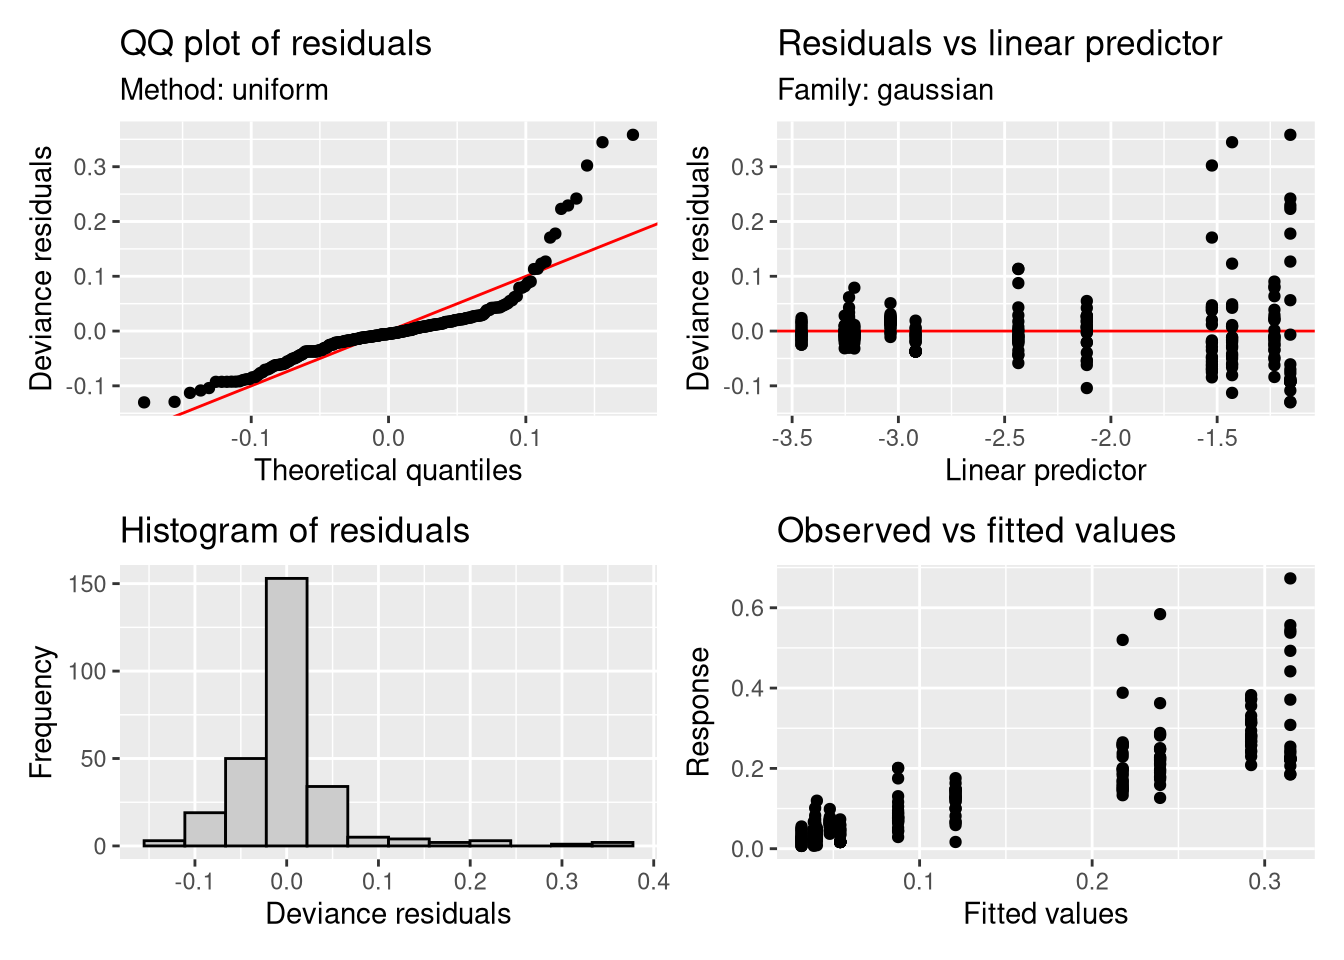 QQ plot of residuals
Method: uniform
Deviance residuals
0.3
0.2
0.1
0.0
-0.1
-0.1
0.0
0.1
Theoretical quantiles
Residuals vs linear predictor
Family: gaussian
Deviance residuals
0.3
0.2
0.1
0.0
-0.1
-3.5
-3.0
-2.5
-2.0
-1.5
Linear predictor
Histogram of residuals
Frequency
150
100
50
0
-0.1
0.0
0.1
0.2
0.3
0.4
Deviance residuals
Observed vs fitted values
Response
0.6
0.4
0.2
0.0
0.1
0.2
0.3
Fitted values